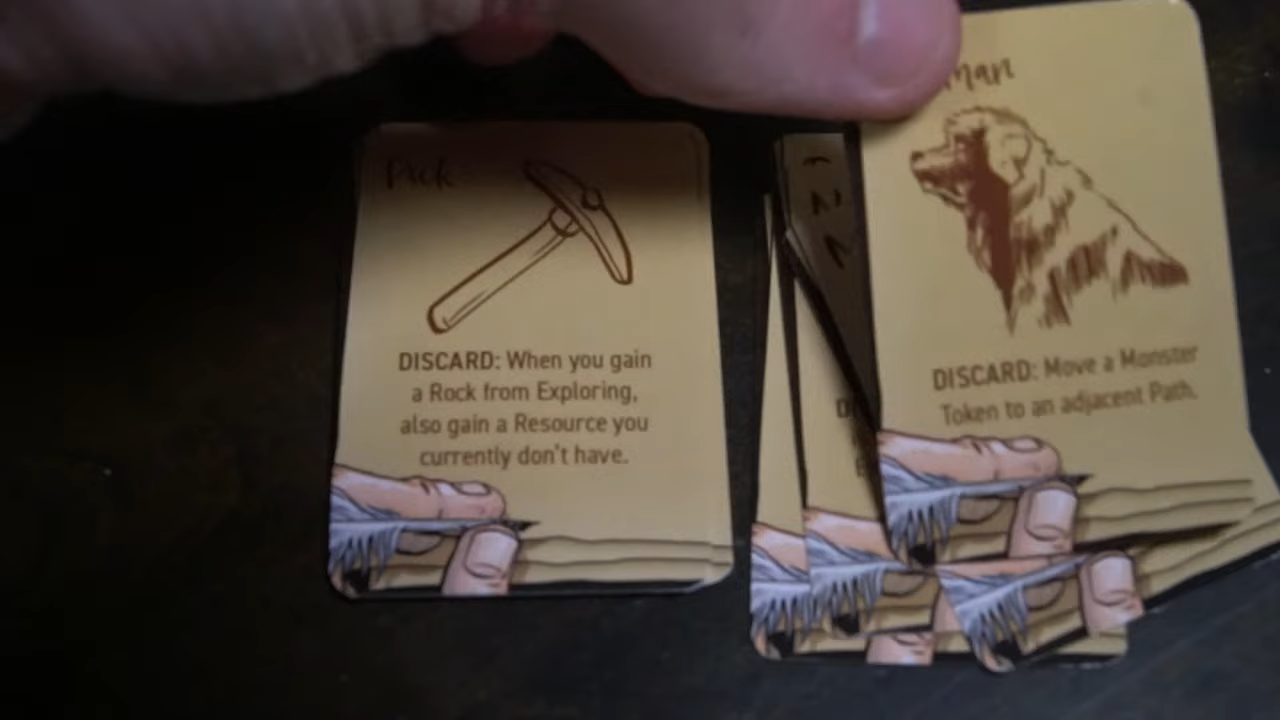 Pick
DISCARD: When you gain
a Rock from Exploring,
also gain a Resource you
currently don't have.
man
DISCARD: Move a Monster
Token to an adjacent Path.